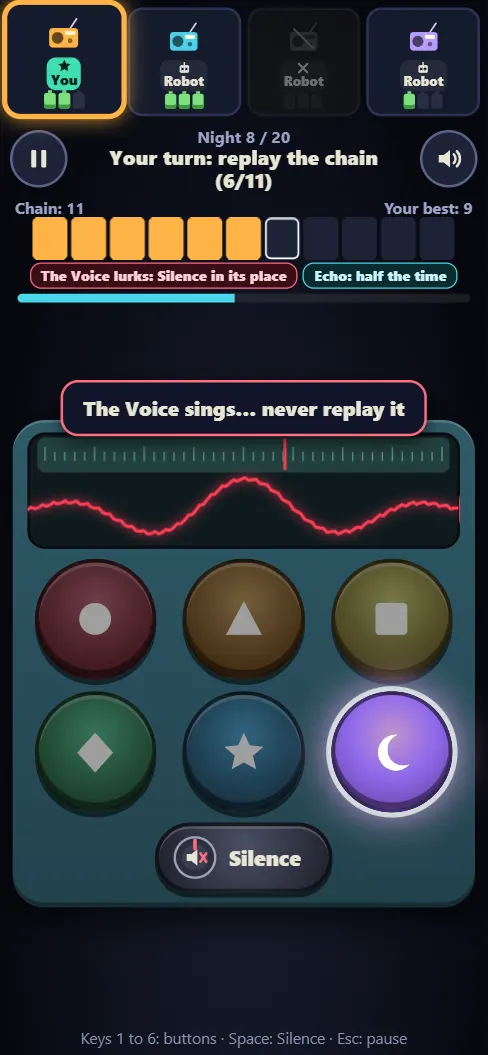 You
Robot
Robot
Robot
Night 8 / 20
Your turn: replay the chain
(6/11)
Chain: 11
Your best: 9
The Voice lurks: Silence in its place
Echo: half the time
The Voice sings... never replay it
Silence
Keys 1 to 6: buttons · Space: Silence · Esc: pause